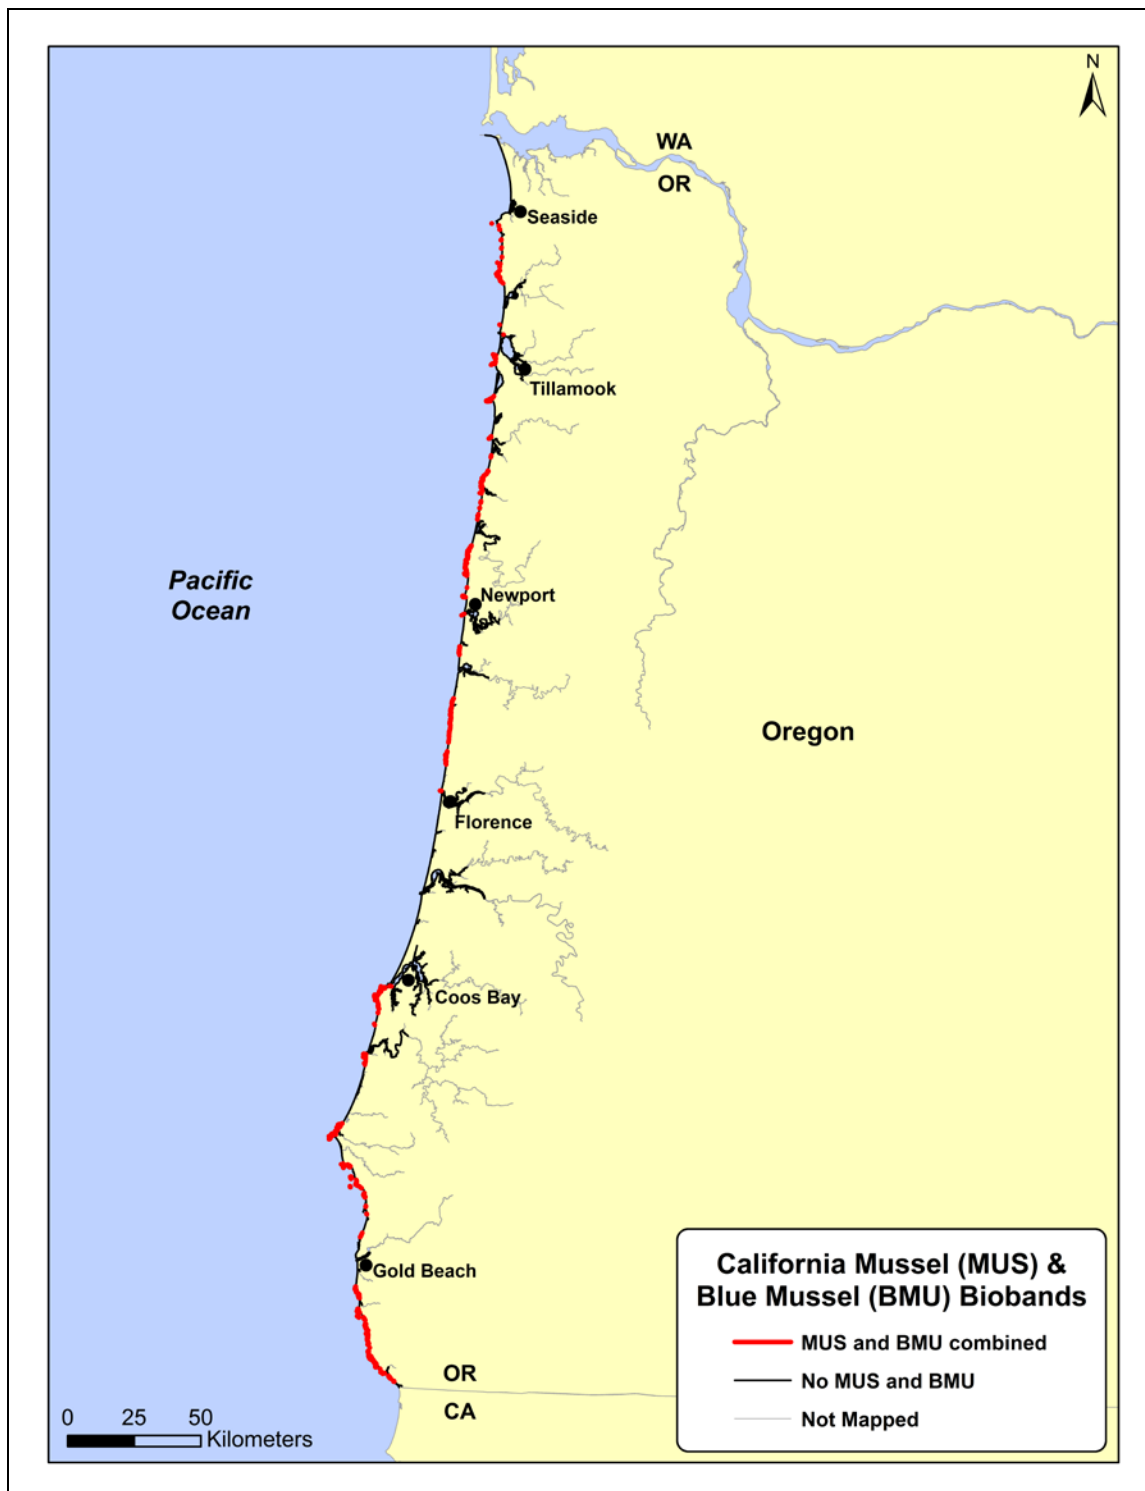 N
WA
OR
Seaside
Tillamook
Pacific
Ocean
Newport
Oregon
Florence
Coos Bay
Gold Beach
California Mussel (MUS) &
Blue Mussel (BMU) Biobands
MUS and BMU combined
No MUS and BMU
Not Mapped
OR
CA
0 25 50
Kilometers